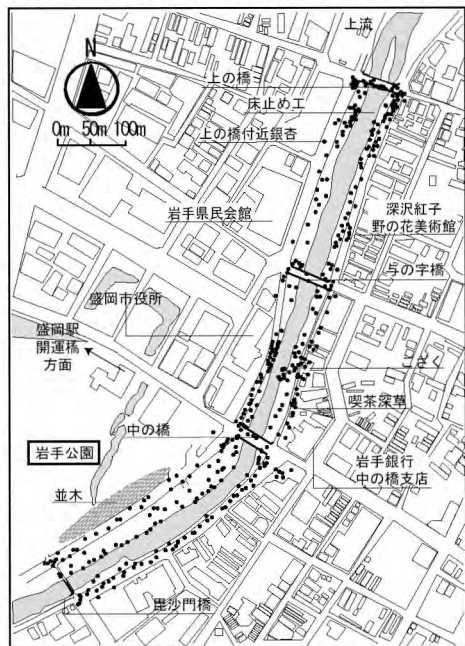 上流
N
0m 50m 100m
上の橋
床止め工
上の橋付近銀杏
岩手県民会館
深沢紅子
野の花美術館
与の字橋
盛岡市役所
盛岡駅
開運橋
方面
ござく
喫茶深草
中の橋
岩手公園
岩手銀行
中の橋支店
並木
毘沙門橋